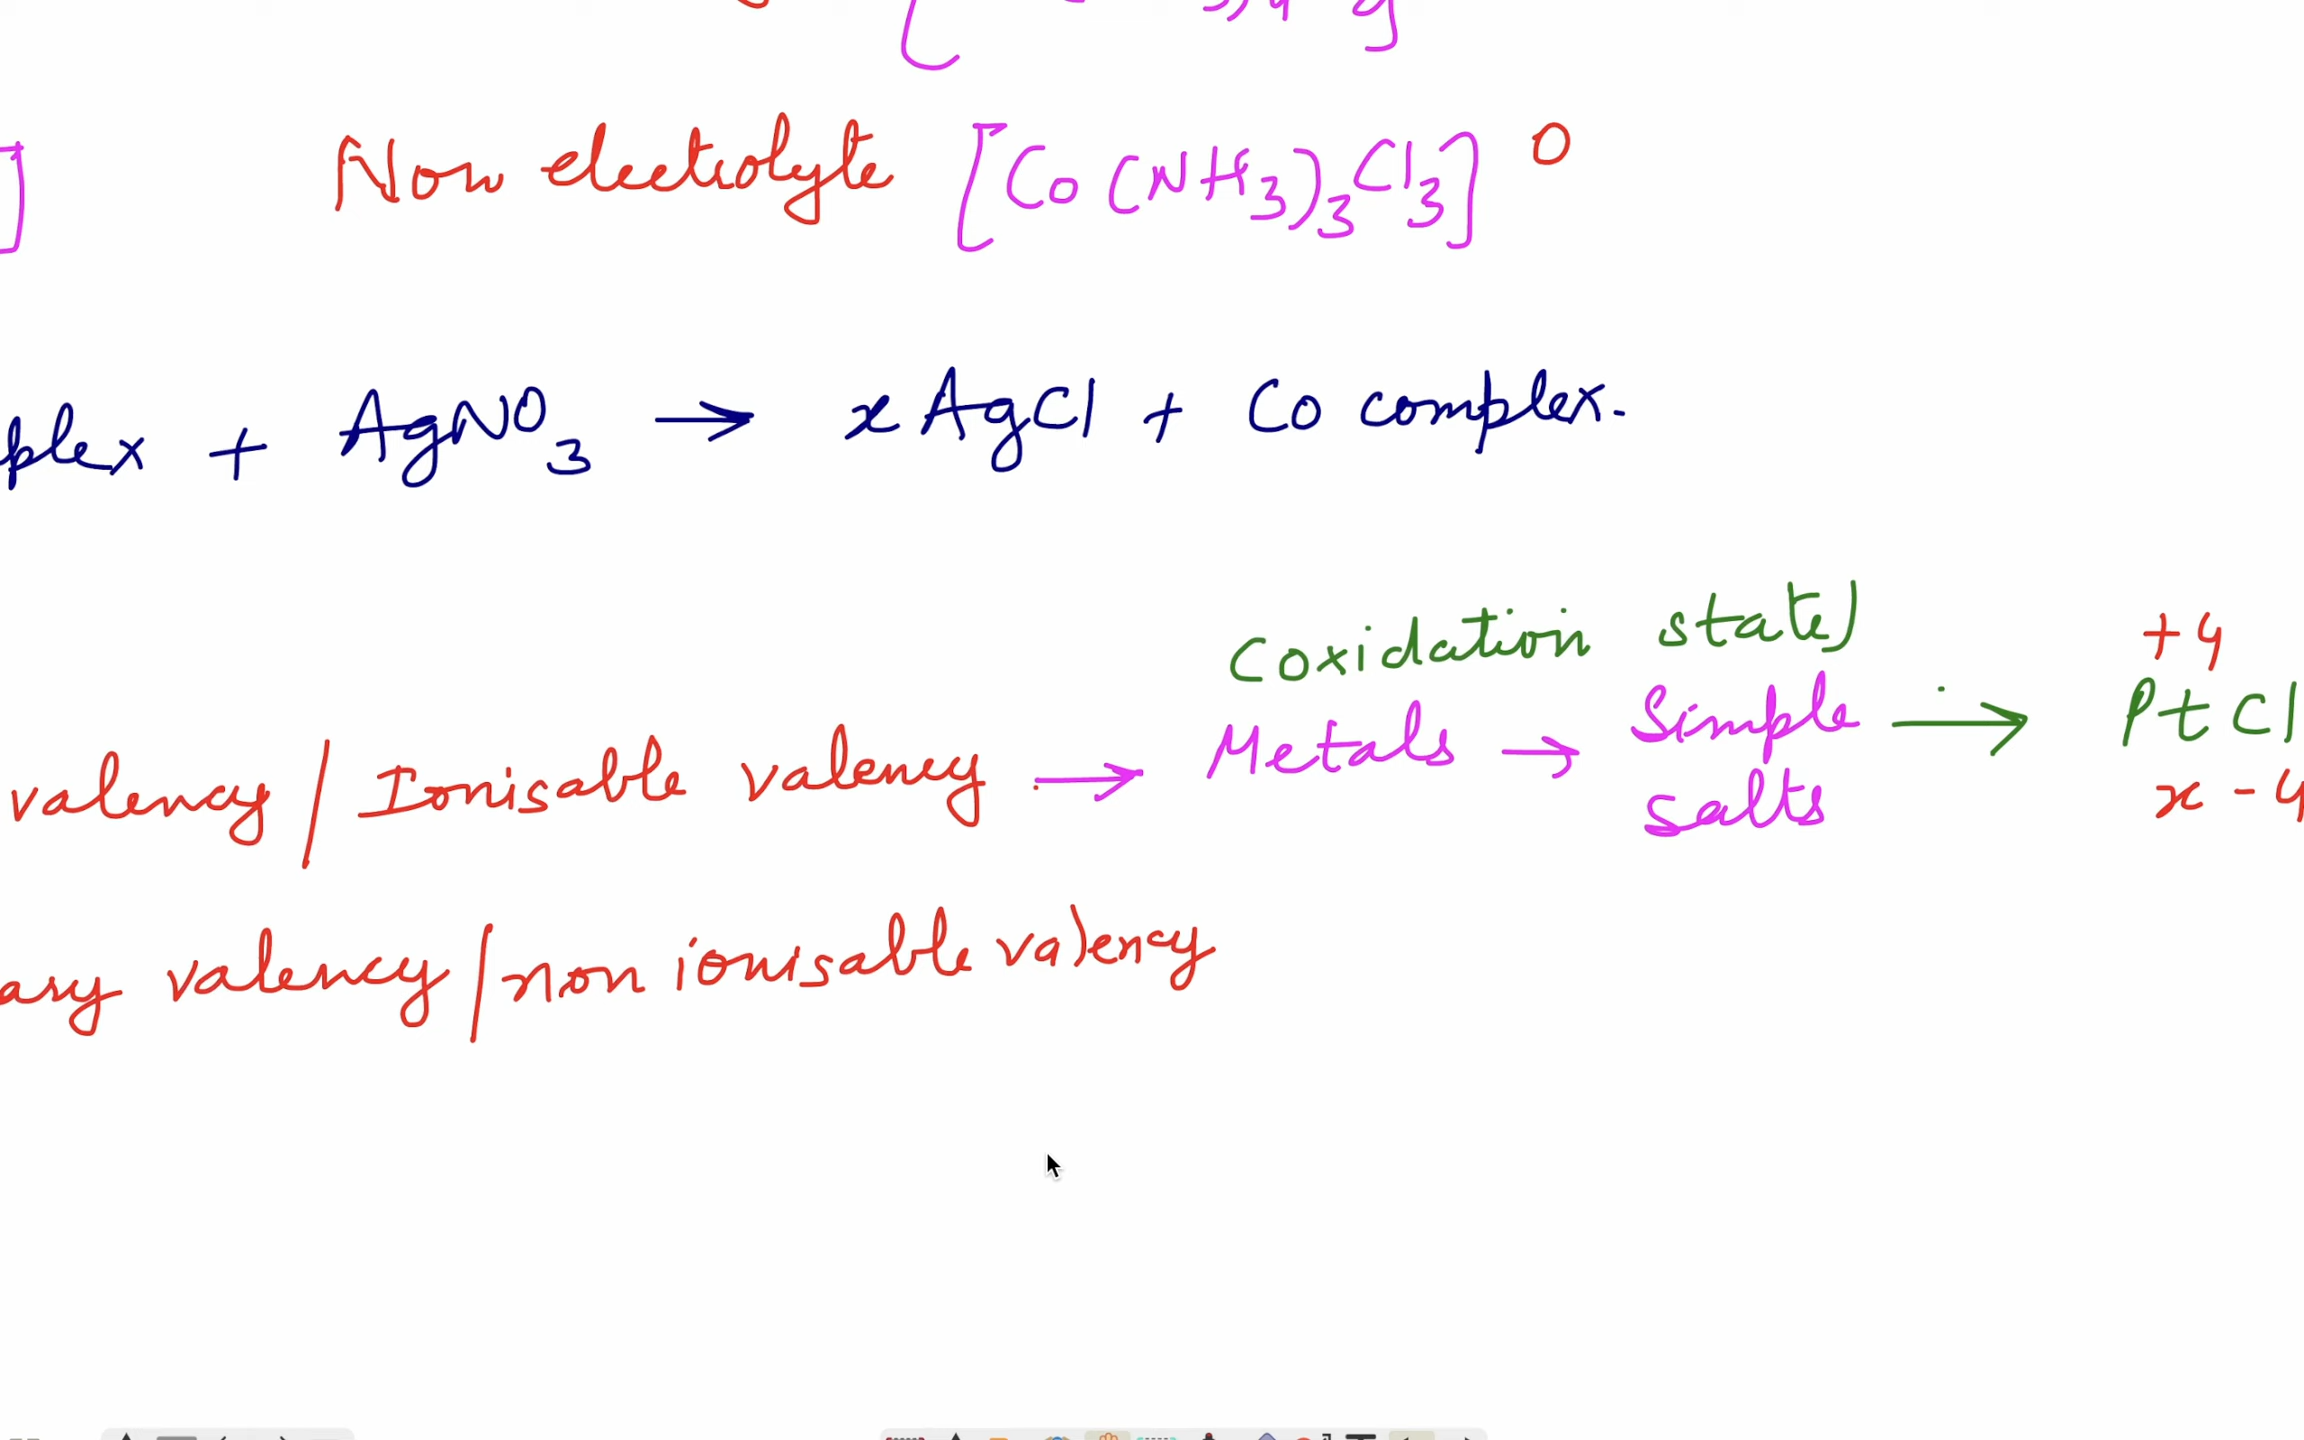 Non electrolyte [Co(NH3)3Cl3] 0
plex + AgNO3 → x AgCl + Co complex.
(oxidation state)
+4
valency / Ionisable valency → Metals → Simple salts → PtCl
x - 4
ary valency / non ionisable valency